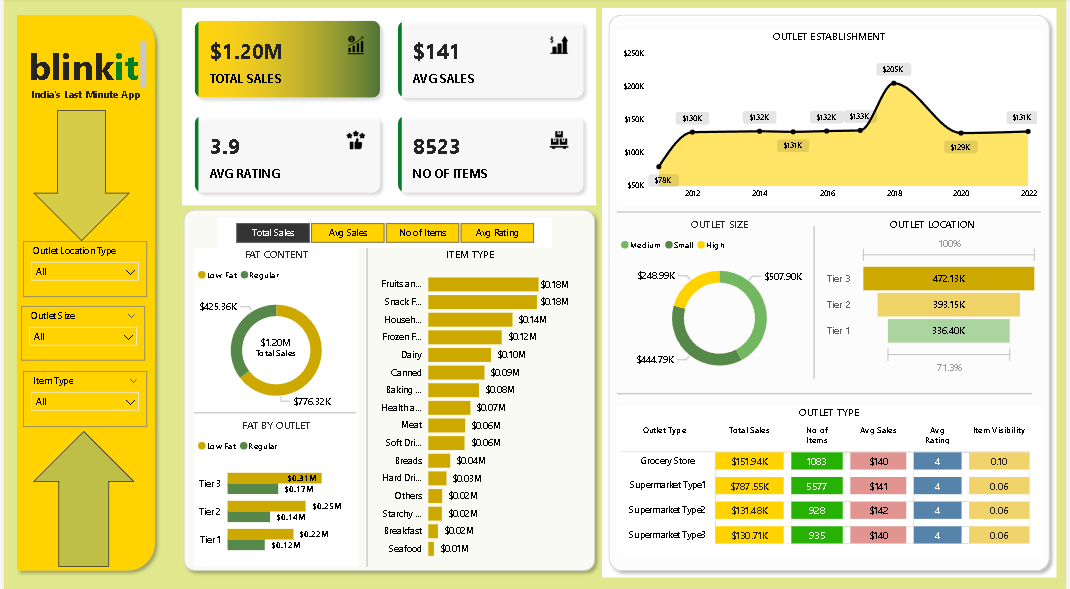 blinkit
India's Last Minute App
Outlet Location Type
All
Outlet Size
All
Item Type
All
$1.20M
TOTAL SALES
$141
AVG SALES
3.9
AVG RATING
8523
NO OF ITEMS
Total Sales
Avg Sales
No of Items
Avg Rating
FAT CONTENT
Low Fat Regular
$425.36K
$1.20M
Total Sales
$776.32K
FAT BY OUTLET
Low Fat Regular
Tier 3 $0.31M
$0.17M
Tier 2 $0.25M
$0.14M
Tier 1 $0.22M
$0.12M
ITEM TYPE
Fruits an... $0.18M
Snack F... $0.18M
Househ... $0.14M
Frozen F... $0.12M
Dairy $0.10M
Canned $0.09M
Baking ... $0.08M
Health a... $0.07M
Meat $0.06M
Soft Dri... $0.06M
Breads $0.04M
Hard Dri... $0.03M
Others $0.02M
Starchy ... $0.02M
Breakfast $0.02M
Seafood $0.01M
OUTLET ESTABLISHMENT
$250K
$200K
$150K
$100K
$50K
$78K
$130K
$132K
$131K
$132K
$133K
$205K
$129K
$131K
2012 2014 2016 2018 2020 2022
OUTLET SIZE
Medium Small High
$248.99K
$507.90K
$444.79K
OUTLET LOCATION
100%
Tier 3 472.13K
Tier 2 393.15K
Tier 1 336.40K
71.3%
OUTLET TYPE
Outlet Type Total Sales No of Items Avg Sales Avg Rating Item Visibility
Grocery Store $151.94K 1083 $140 4 0.10
Supermarket Type1 $787.55K 5577 $141 4 0.06
Supermarket Type2 $131.48K 928 $142 4 0.06
Supermarket Type3 $130.71K 935 $140 4 0.06